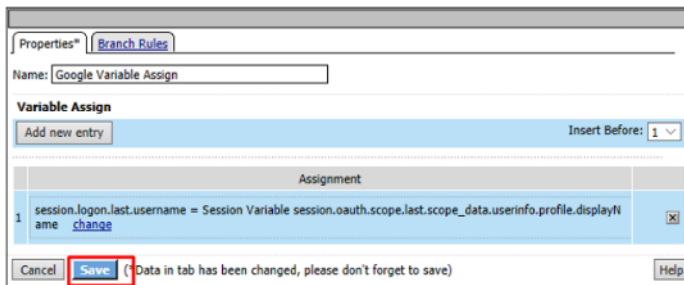 Properties* Branch Rules
Name: Google Variable Assign
Variable Assign
Add new entry Insert Before: 1
Assignment
1 session.logon.last.username = Session Variable session.oauth.scope.last.scope_data.userinfo.profile.displayN
ame change
Cancel Save (*Data in tab has been changed, please don't forget to save) Help